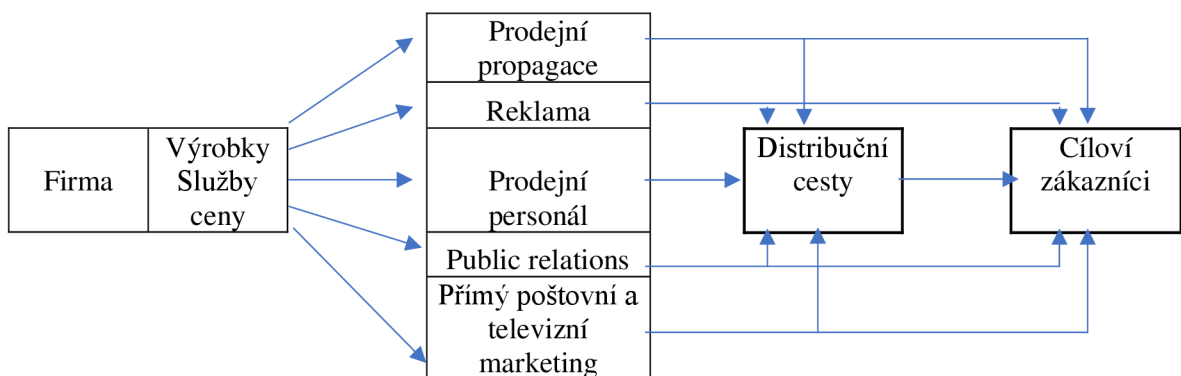 Firma
Výrobky
Služby
ceny
Prodejní
propagace
Reklama
Prodejní
personál
Public relations
Přímý poštovní a
televizní
marketing
Distribuční
cesty
Cíloví
zákazníci